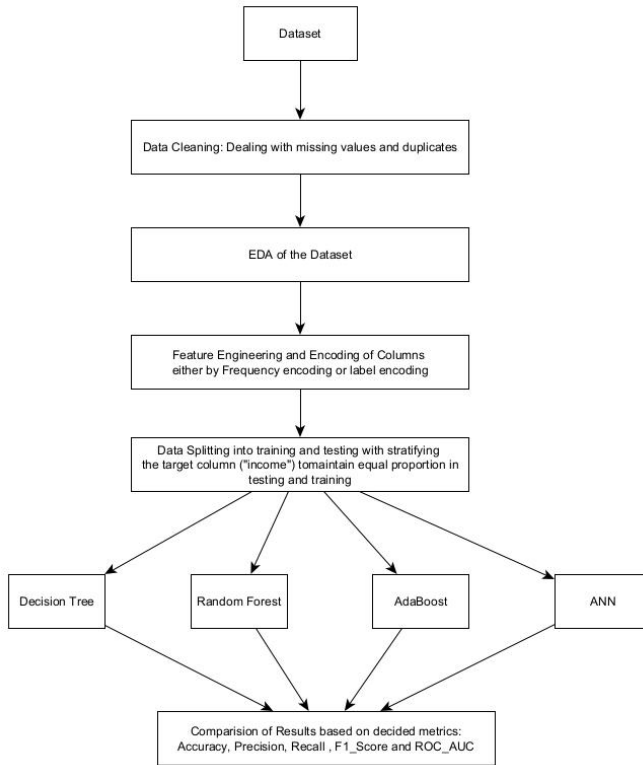 Dataset
Data Cleaning: Dealing with missing values and duplicates
EDA of the Dataset
Feature Engineering and Encoding of Columns
either by Frequency encoding or label encoding
Data Splitting into training and testing with stratifying
the target column ("income") tomaintain equal proportion in
testing and training
Decision Tree
Random Forest
AdaBoost
ANN
Comparision of Results based on decided metrics:
Accuracy, Precision, Recall , F1_Score and ROC_AUC